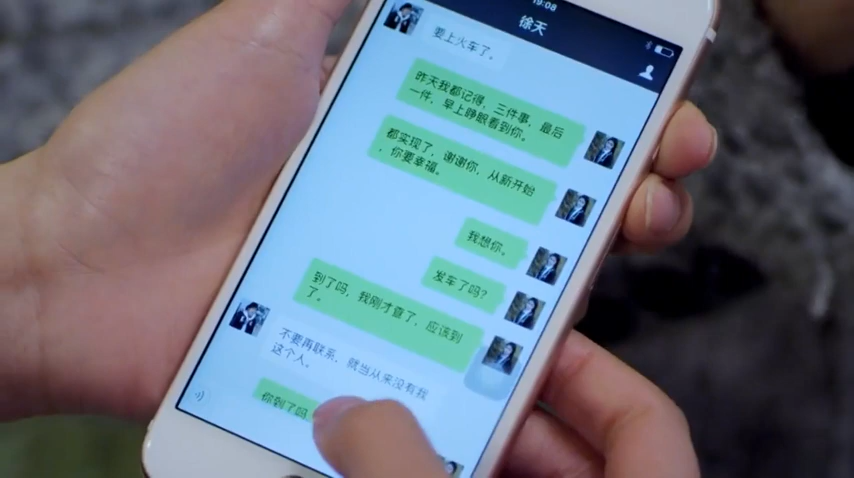 19:08
徐天
要上火车了。
昨天我都记得，三件事，最后
一件，早上睁眼看到你。
都实现了，谢谢你，从新开始
，你要幸福。
我想你。
发车了吗？
到了吗，我刚才查了，应该到
了。
不要再联系，就当从来没有我
这个人。
你到了吗